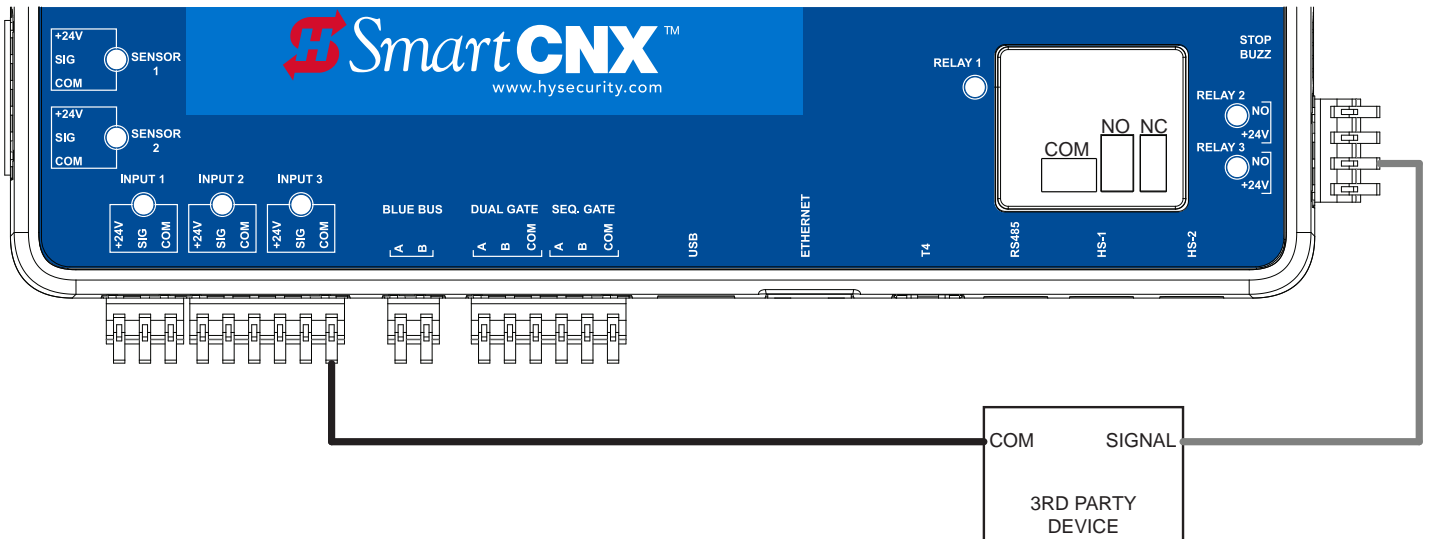 +24V
SIG
COM
SENSOR
1
+24V
SIG
COM
SENSOR
2
H SmartCNX™
www.hysecurity.com
RELAY 1
COM
NO
NC
STOP
BUZZ
RELAY 2
NO
+24V
RELAY 3
NO
+24V
INPUT 1
+24V
SIG
COM
INPUT 2
+24V
SIG
COM
INPUT 3
+24V
SIG
COM
BLUE BUS
A
B
DUAL GATE
A
B
COM
SEQ. GATE
A
B
COM
USB
ETHERNET
T4
RS485
HS-1
HS-2
COM
SIGNAL
3RD PARTY
DEVICE